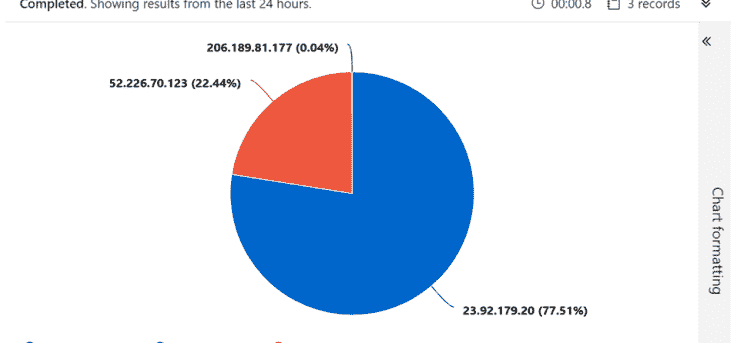 Completed. Showing results from the last 24 hours.
00:00.8
3 records
206.189.81.177 (0.04%)
52.226.70.123 (22.44%)
23.92.179.20 (77.51%)
Chart formatting